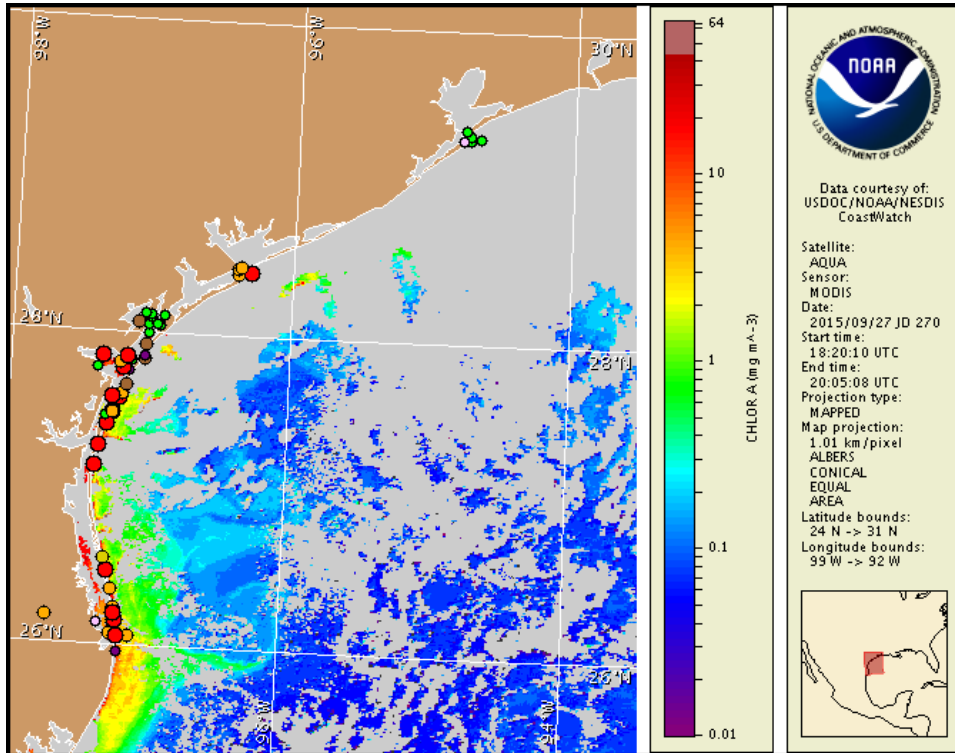 98°W
96°W
30°N
28°N
28°N
26°N
26°N
96°W
94°W
64
10
1
0.1
0.01
CHLOR A (mg m^-3)
NATIONAL OCEANIC AND ATMOSPHERIC ADMINISTRATION
NOAA
U.S. DEPARTMENT OF COMMERCE
Data courtesy of:
USDOC/NOAA/NESDIS
CoastWatch
Satellite:
AQUA
Sensor:
MODIS
Date:
2015/09/27 JD 270
Start time:
18:20:10 UTC
End time:
20:05:08 UTC
Projection type:
MAPPED
Map projection:
1.01 km/pixel
ALBERS
CONICAL
EQUAL
AREA
Latitude bounds:
24 N -> 31 N
Longitude bounds:
99 W -> 92 W